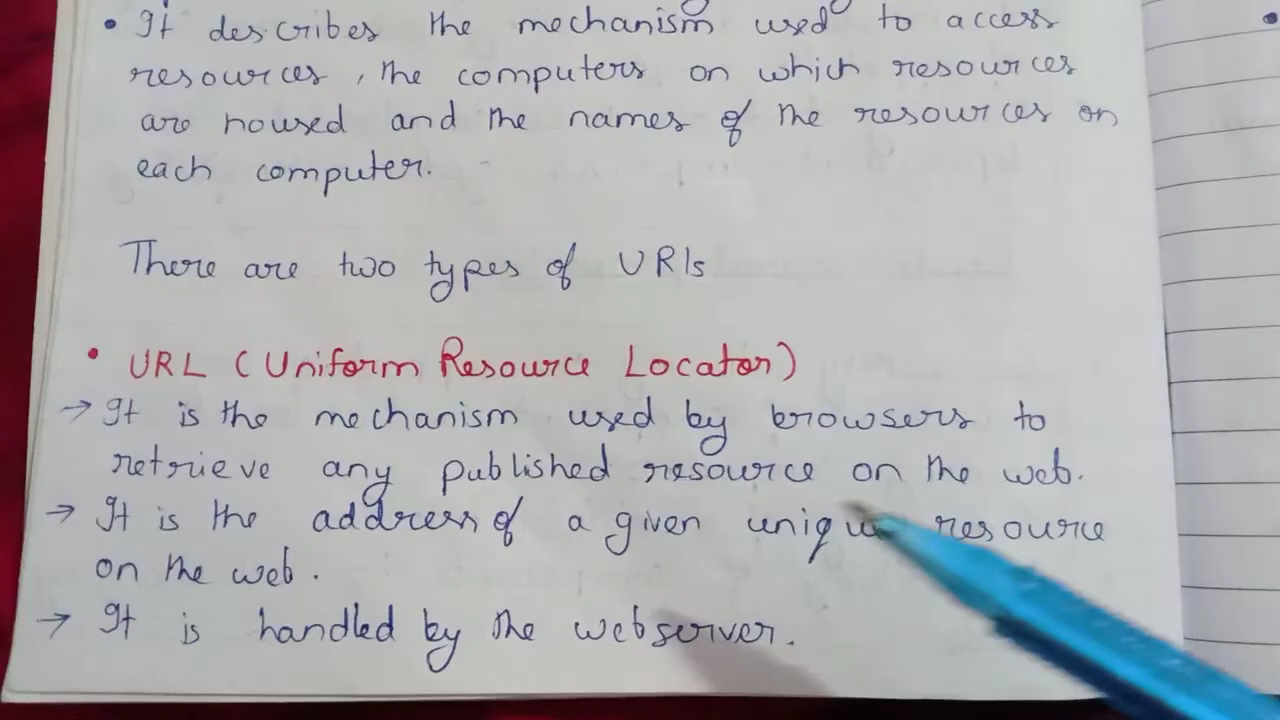 • It describes the mechanism used to access
resources, the computers on which resources
are housed and the names of the resources on
each computer.
There are two types of URIs
• URL (Uniform Resource Locator)
→ It is the mechanism used by browsers to
retrieve any published resource on the web.
→ It is the address of a given unique resource
on the web.
→ It is handled by the webserver.